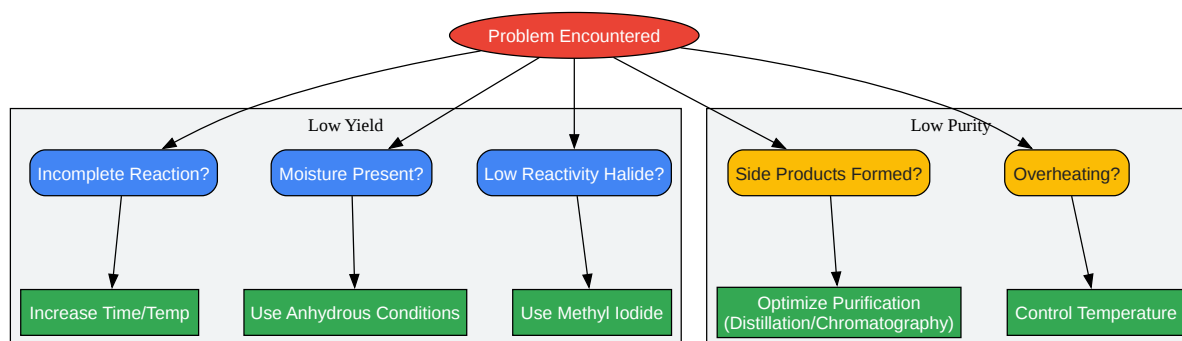 Problem Encountered
Low Yield
Low Purity
Incomplete Reaction?
Moisture Present?
Low Reactivity Halide?
Side Products Formed?
Overheating?
Increase Time/Temp
Use Anhydrous Conditions
Use Methyl Iodide
Optimize Purification
(Distillation/Chromatography)
Control Temperature